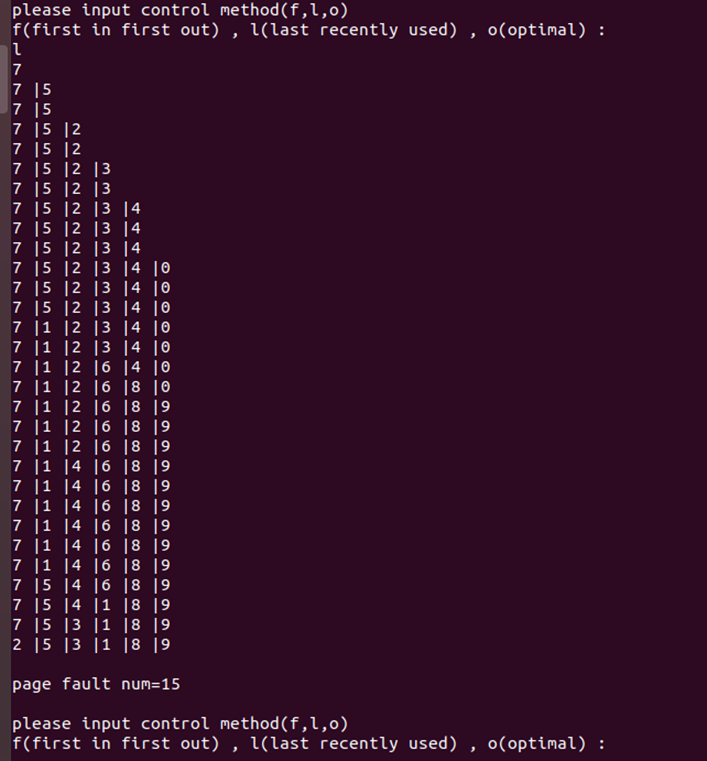 please input control method(f,l,o)
f(first in first out) , l(last recently used) , o(optimal) :
l
7
7 |5
7 |5
7 |5 |2
7 |5 |2
7 |5 |2 |3
7 |5 |2 |3
7 |5 |2 |3 |4
7 |5 |2 |3 |4
7 |5 |2 |3 |4
7 |5 |2 |3 |4 |0
7 |5 |2 |3 |4 |0
7 |5 |2 |3 |4 |0
7 |1 |2 |3 |4 |0
7 |1 |2 |3 |4 |0
7 |1 |2 |6 |4 |0
7 |1 |2 |6 |8 |0
7 |1 |2 |6 |8 |9
7 |1 |2 |6 |8 |9
7 |1 |2 |6 |8 |9
7 |1 |4 |6 |8 |9
7 |1 |4 |6 |8 |9
7 |1 |4 |6 |8 |9
7 |1 |4 |6 |8 |9
7 |1 |4 |6 |8 |9
7 |1 |4 |6 |8 |9
7 |5 |4 |6 |8 |9
7 |5 |4 |1 |8 |9
7 |5 |3 |1 |8 |9
2 |5 |3 |1 |8 |9
page fault num=15
please input control method(f,l,o)
f(first in first out) , l(last recently used) , o(optimal) :